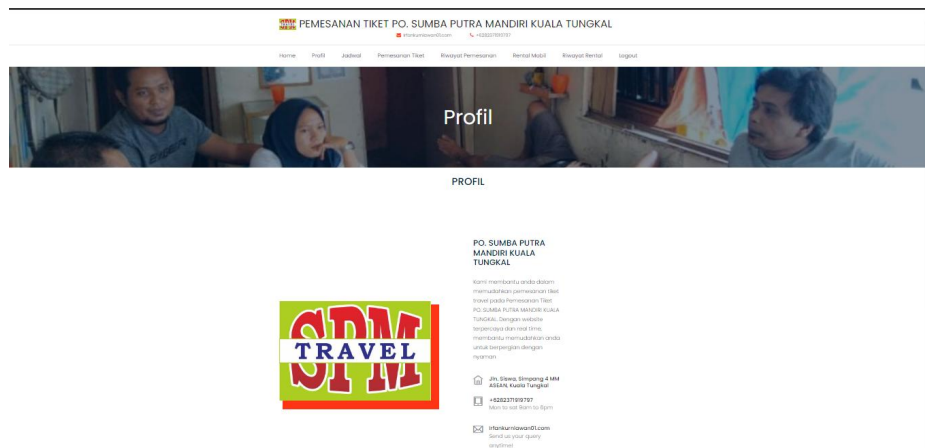 PEMESANAN TIKET PO. SUMBA PUTRA MANDIRI KUALA TUNGKAL
irfankurniawan01.com +6282371919797
Home Profil Jadwal Pemesanan Tiket Riwayat Pemesanan Rental Mobil Riwayat Rental Logout
Profil
PROFIL
PO. SUMBA PUTRA
MANDIRI KUALA
TUNGKAL
Kami membantu anda dalam
memudahkan pemesanan tiket
travel pada Pemesanan Tiket
PO. SUMBA PUTRA MANDIRI KUALA
TUNGKAL. Dengan website
terpercaya dan real time,
membantu memudahkan anda
untuk berpergian dengan
nyaman.
SPM
TRAVEL
Jln. Siswa, Simpang 4 MM
ASEAN, Kuala Tungkal
+6282371919797
Mon to sat 9am to 6pm
irfankurniawan01.com
Send us your query
anytime!